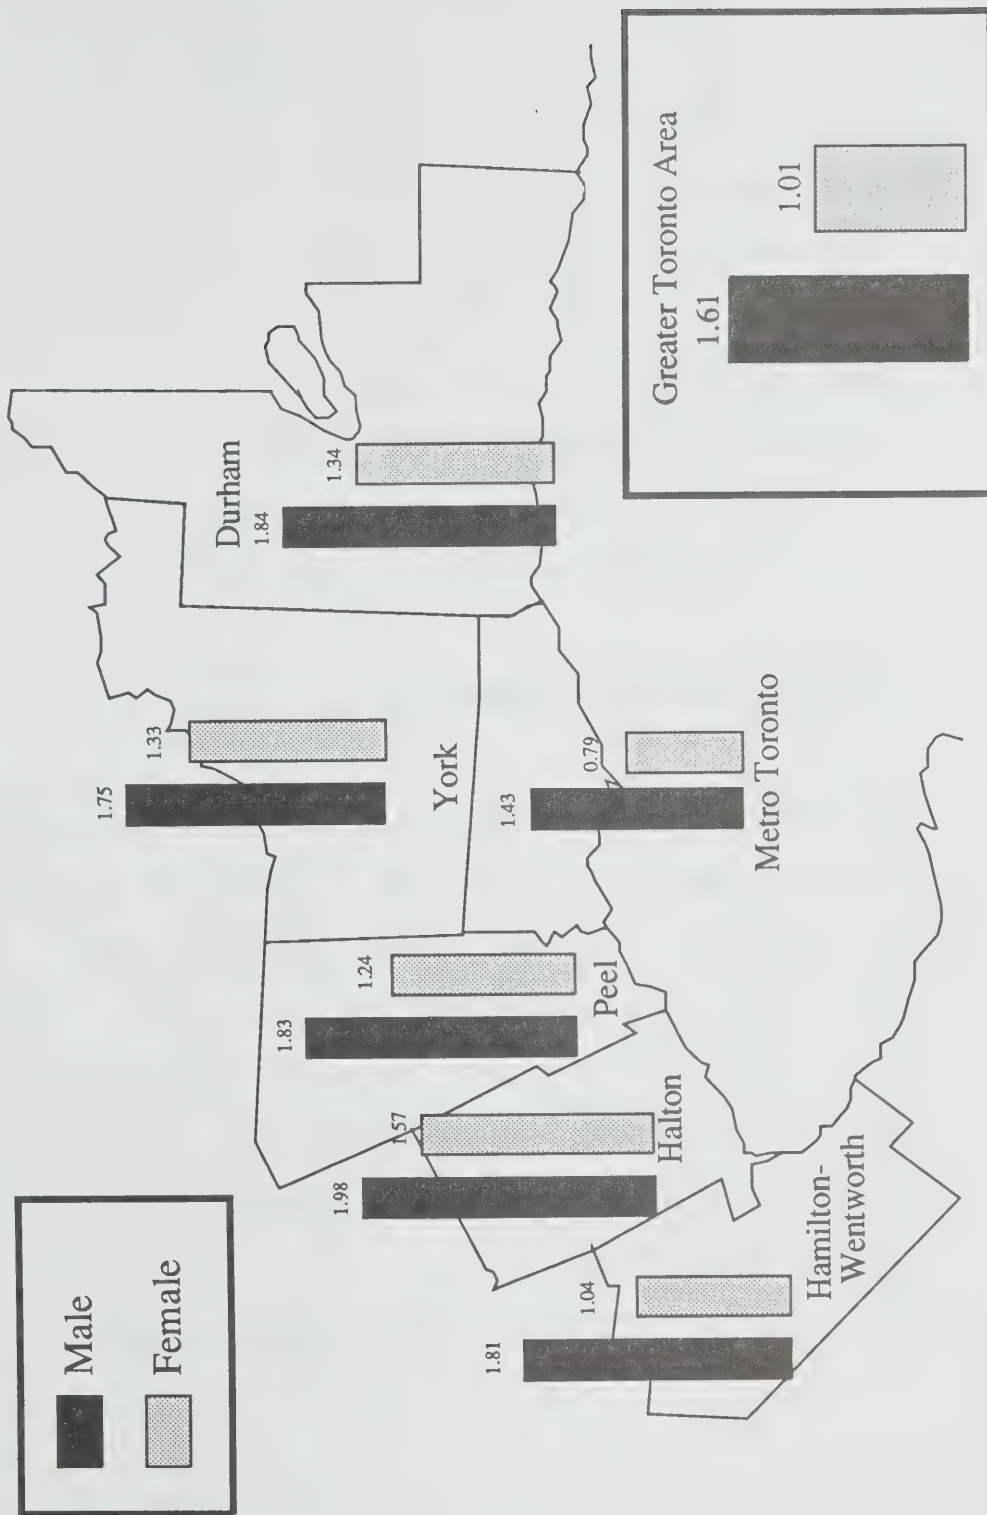 Male
Female
1.75
1.33
York
Durham
1.84
1.34
1.83
1.24
Peel
1.98
1.57
Halton
1.43
0.79
Metro Toronto
1.81
1.04
Hamilton-
Wentworth
Greater Toronto Area
1.61
1.01